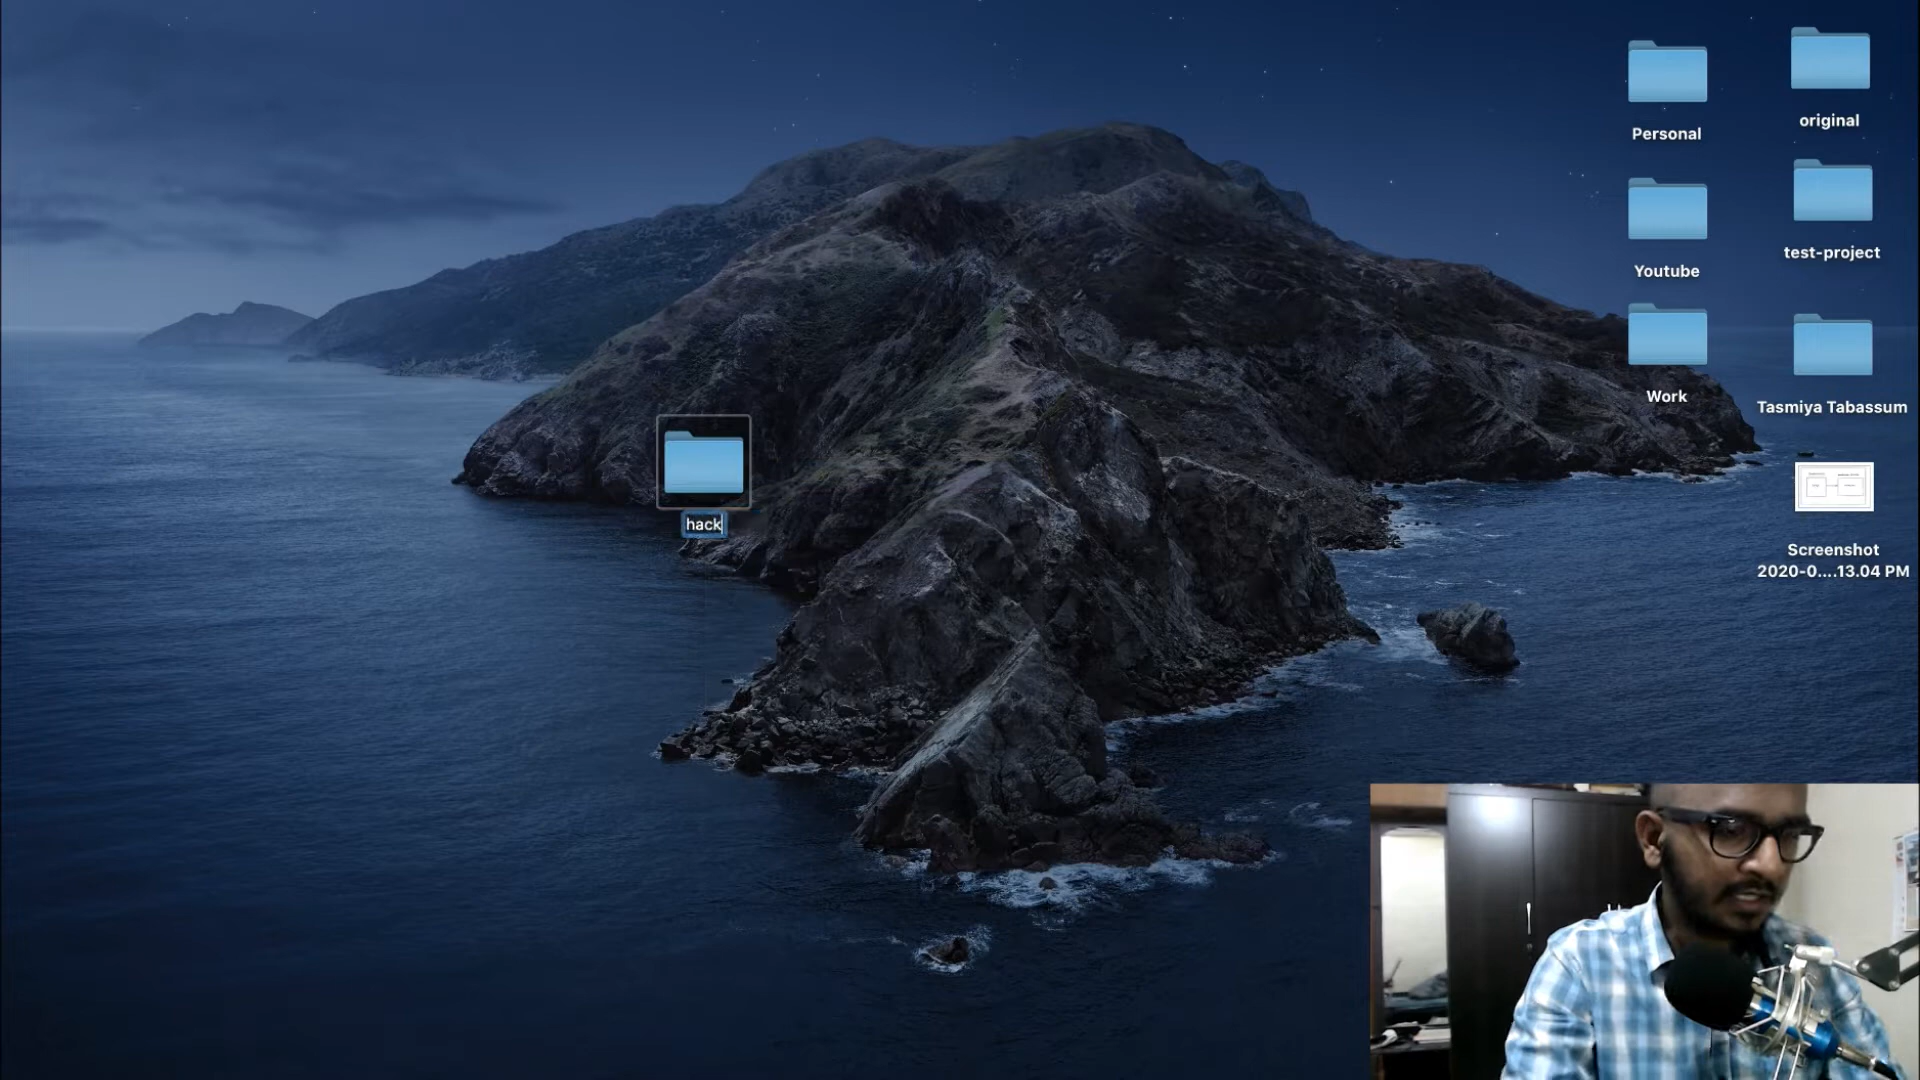 Personal
original
Youtube
test-project
Work
Tasmiya Tabassum
hack
Screenshot
2020-0....13.04 PM